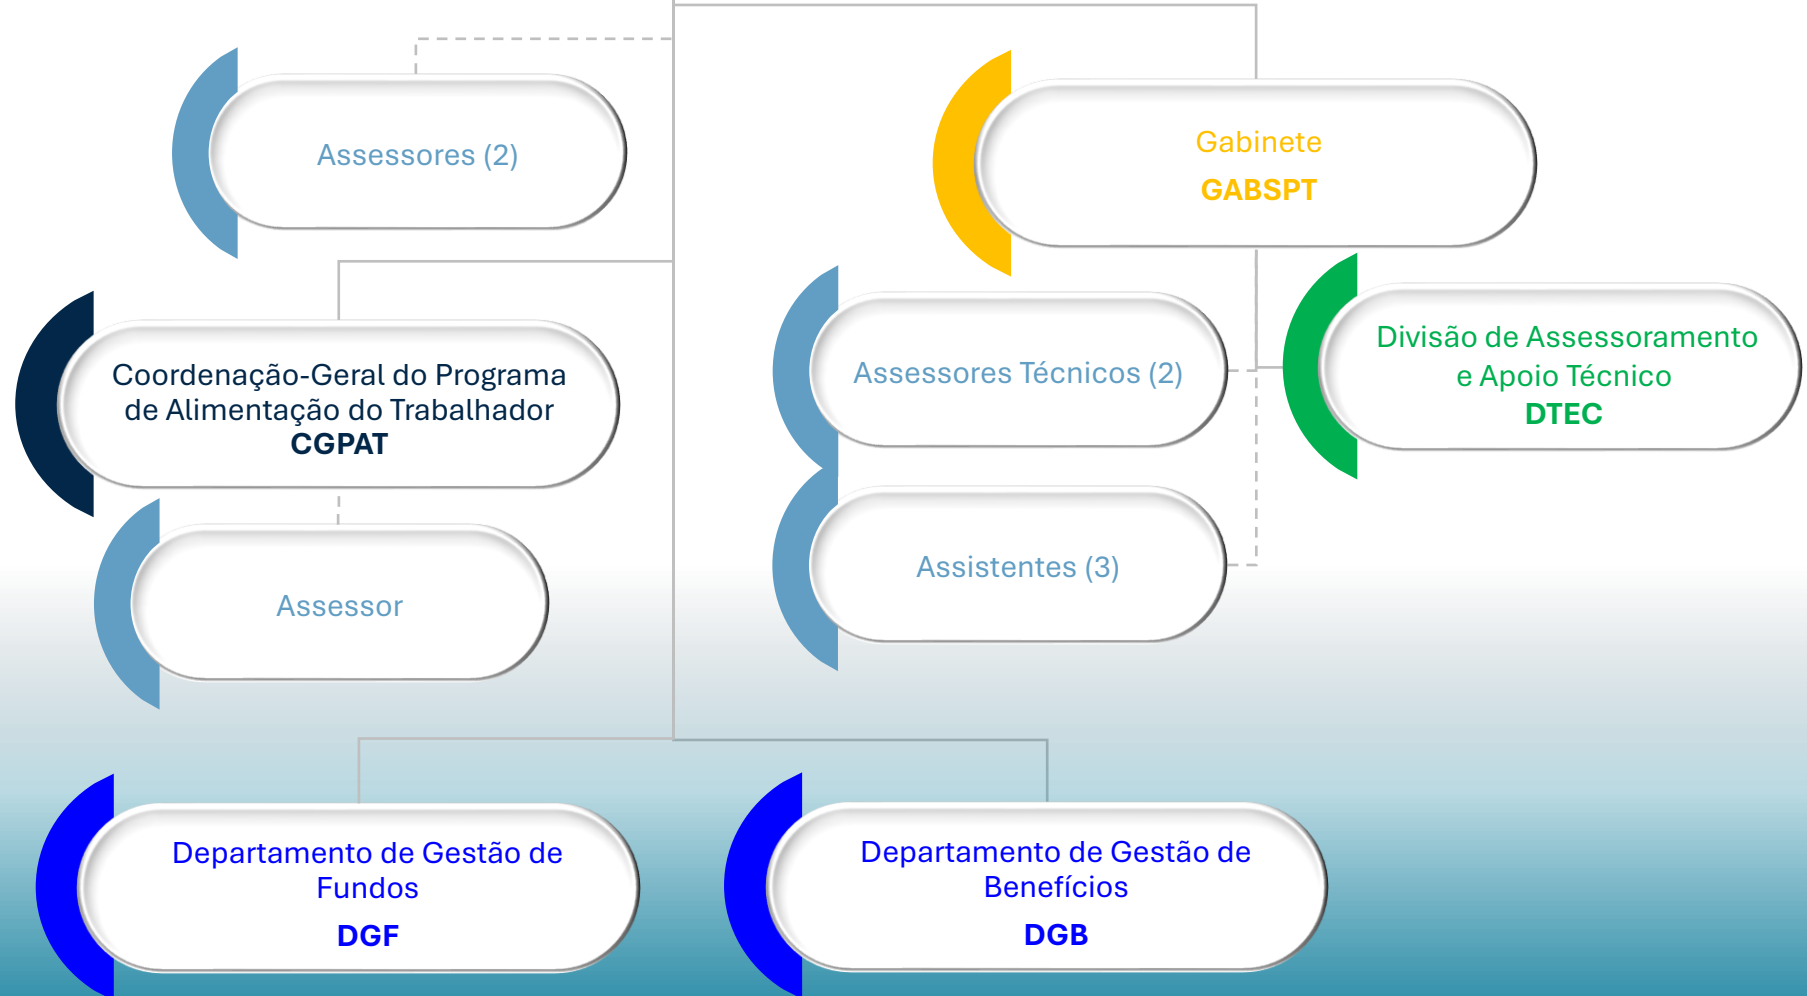 Assessores (2)
Gabinete
GABSPT
Coordenação-Geral do Programa
de Alimentação do Trabalhador
CGPAT
Assessores Técnicos (2)
Divisão de Assessoramento
e Apoio Técnico
DTEC
Assessor
Assistentes (3)
Departamento de Gestão de
Fundos
DGF
Departamento de Gestão de
Benefícios
DGB